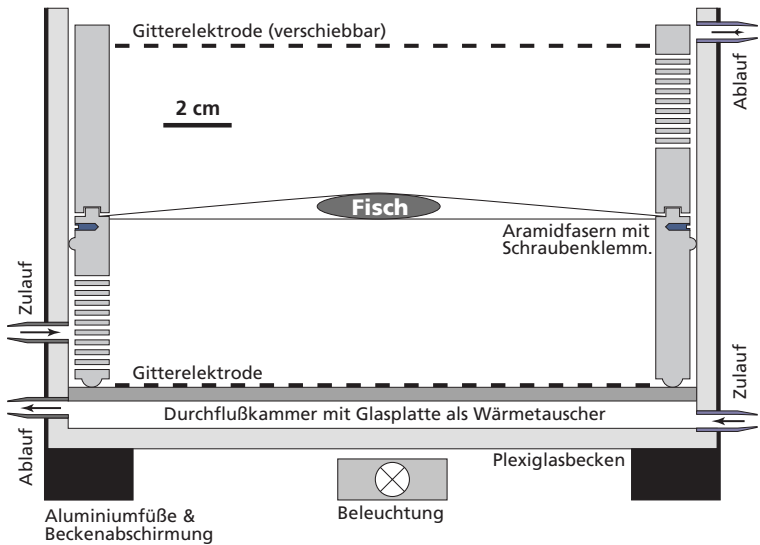 Gitterelektrode (verschiebbar)
Ablauf
2 cm
Fisch
Aramidfasern mit
Schraubenklemm.
Zulauf
Gitterelektrode
Zulauf
Durchflußkammer mit Glasplatte als Wärmetauscher
Ablauf
Plexiglasbecken
Aluminiumfüße &
Beckenabschirmung
Beleuchtung